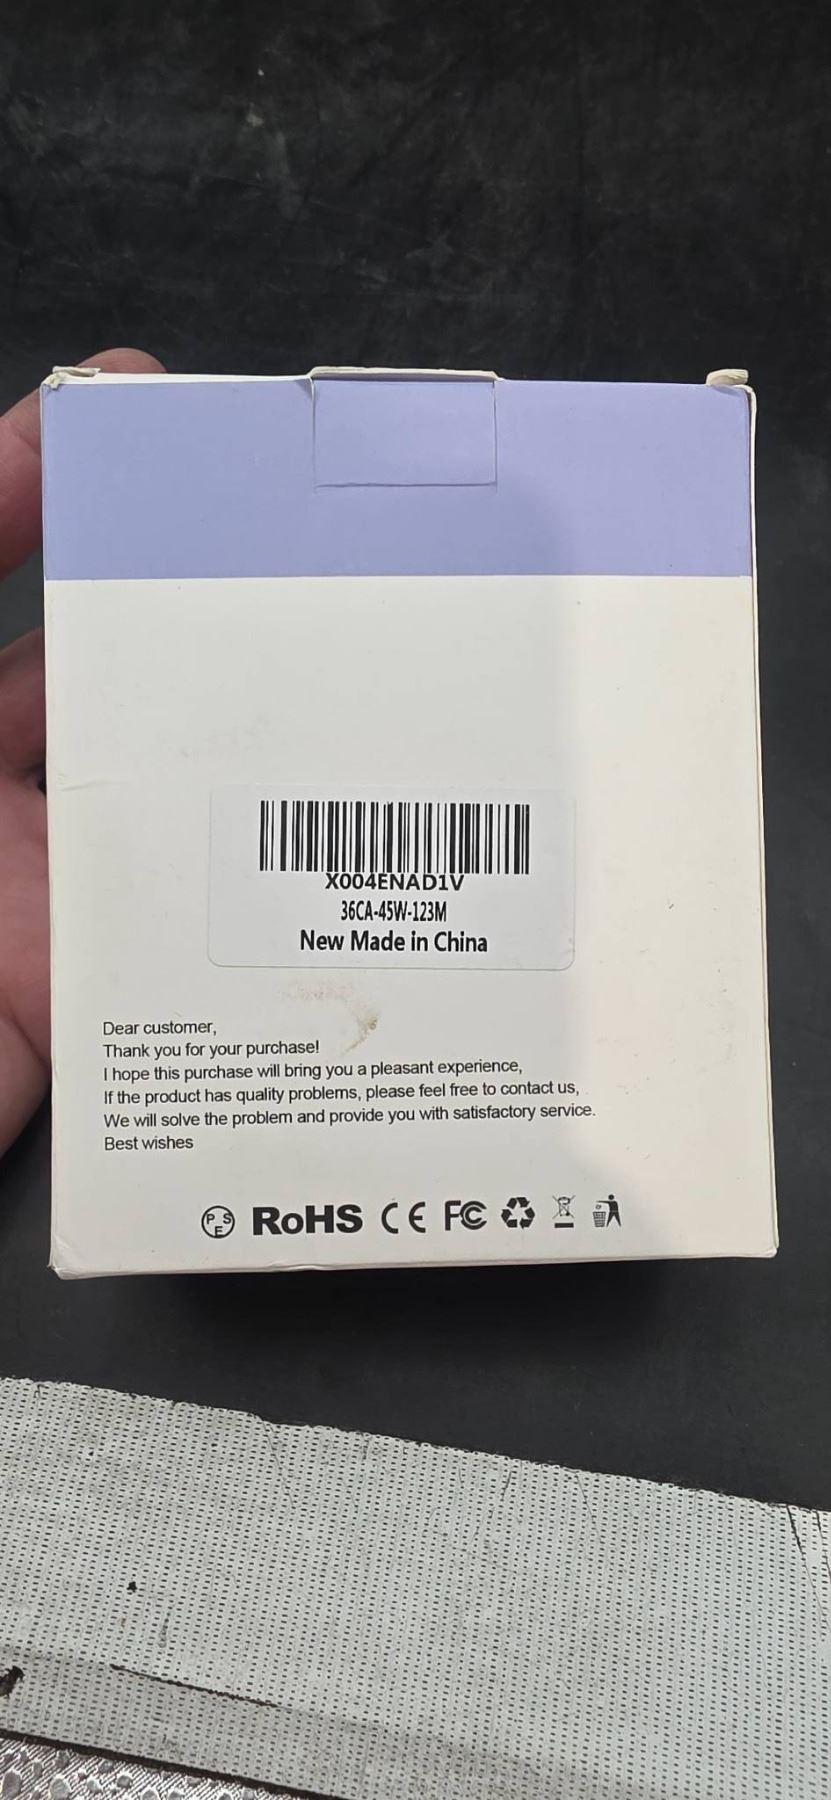 X004ENAD1V
36CA-45W-123M
New Made in China
Dear customer,
Thank you for your purchase!
I hope this purchase will bring you a pleasant experience,
If the product has quality problems, please feel free to contact us,
We will solve the problem and provide you with satisfactory service.
Best wishes
PSE RoHS CE FC